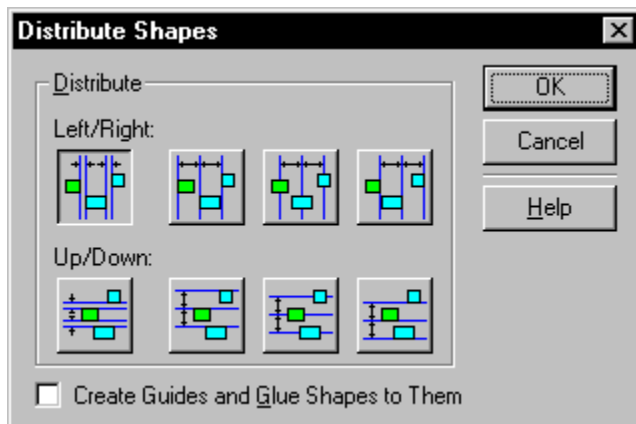 Distribute Shapes
Distribute
OK
Left/Right:
Cancel
Help
Up/Down:
Create Guides and Glue Shapes to Them